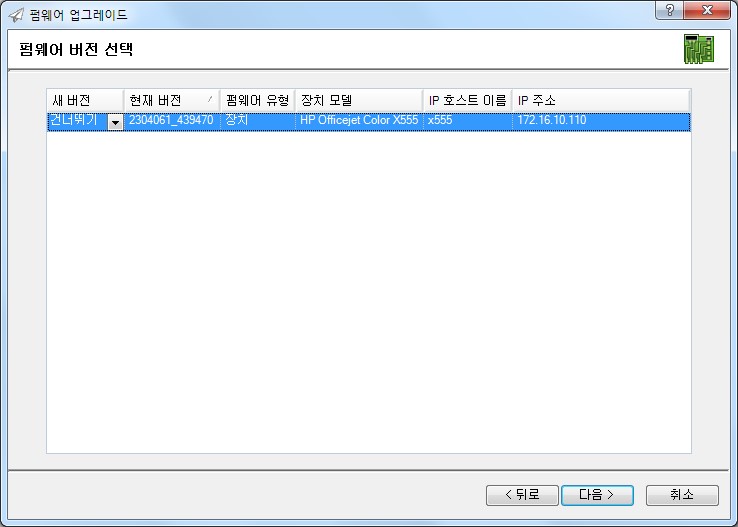 펌웨어 업그레이드
펌웨어 버전 선택
새 버전 현재 버전 펌웨어 유형 장치 모델 IP 호스트 이름 IP 주소
건너뛰기 2304061_439470 장치 HP Officejet Color X555 x555 172.16.10.110
< 뒤로 다음 > 취소